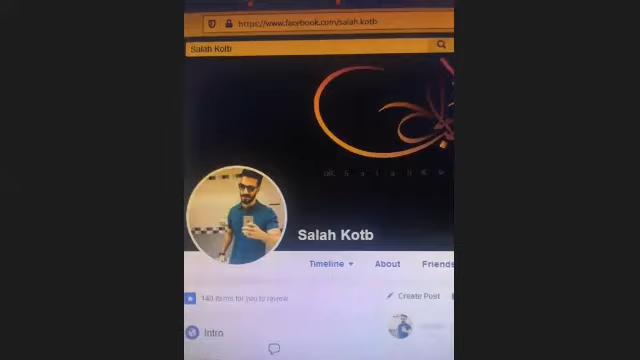 https://www.facebook.com/salah.kotb
Salah Kotb
Salah Kotb
Timeline
About
Friends
140 items for you to review
Create Post
Intro